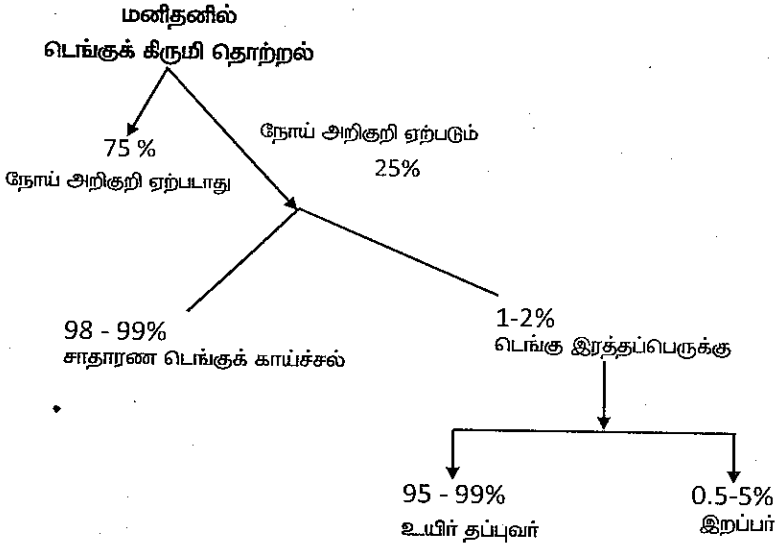 மனிதனில்
டெங்குக் கிருமி தொற்றல்
நோய் அறிகுறி ஏற்படும்
25%
75 %
நோய் அறிகுறி ஏற்படாது
98 - 99%
சாதாரண டெங்குக் காய்ச்சல்
1-2%
டெங்கு இரத்தப்பெருக்கு
95 - 99%
உயிர் தப்புவர்
0.5-5%
இறப்பர்